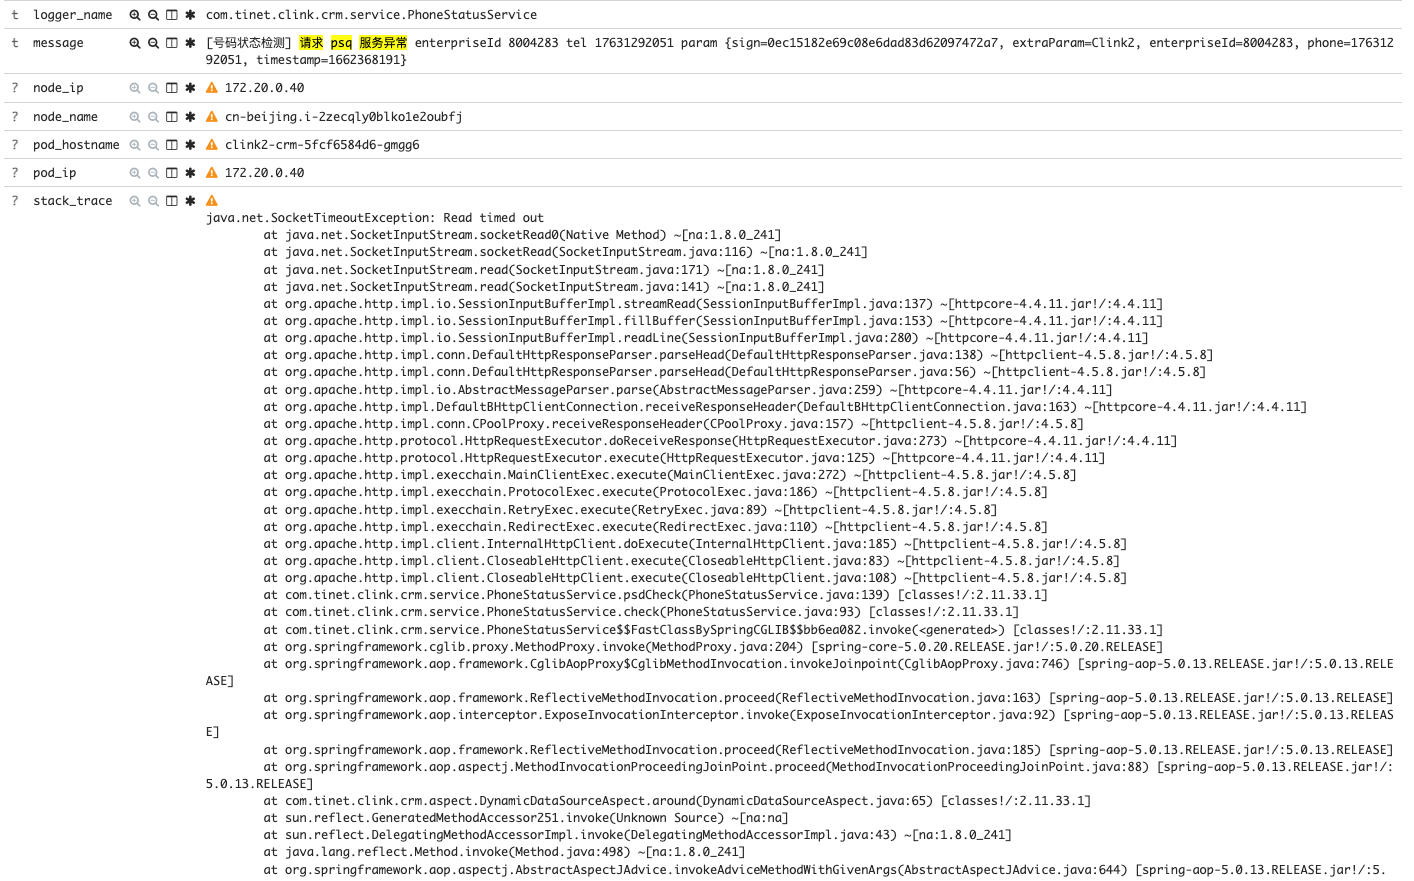 t logger_name com.tinet.clink.crm.service.PhoneStatusService
t message [号码状态检测] 请求 psq 服务异常 enterpriseId 8004283 tel 17631292051 param {sign=0ec15182e69c08e6dad83d62097472a7, extraParam=Clink2, enterpriseId=8004283, phone=17631
292051, timestamp=1662368191}
? node_ip 172.20.0.40
? node_name cn-beijing.i-2zecqly0blko1e2oubfj
? pod_hostname clink2-crm-5fcf6584d6-gmgg6
? pod_ip 172.20.0.40
? stack_trace
java.net.SocketTimeoutException: Read timed out
at java.net.SocketInputStream.socketRead0(Native Method) ~[na:1.8.0_241]
at java.net.SocketInputStream.socketRead(SocketInputStream.java:116) ~[na:1.8.0_241]
at java.net.SocketInputStream.read(SocketInputStream.java:171) ~[na:1.8.0_241]
at java.net.SocketInputStream.read(SocketInputStream.java:141) ~[na:1.8.0_241]
at org.apache.http.impl.io.SessionInputBufferImpl.streamRead(SessionInputBufferImpl.java:137) ~[httpcore-4.4.11.jar!/:4.4.11]
at org.apache.http.impl.io.SessionInputBufferImpl.fillBuffer(SessionInputBufferImpl.java:153) ~[httpcore-4.4.11.jar!/:4.4.11]
at org.apache.http.impl.io.SessionInputBufferImpl.readLine(SessionInputBufferImpl.java:280) ~[httpcore-4.4.11.jar!/:4.4.11]
at org.apache.http.impl.conn.DefaultHttpResponseParser.parseHead(DefaultHttpResponseParser.java:138) ~[httpclient-4.5.8.jar!/:4.5.8]
at org.apache.http.impl.conn.DefaultHttpResponseParser.parseHead(DefaultHttpResponseParser.java:56) ~[httpclient-4.5.8.jar!/:4.5.8]
at org.apache.http.impl.io.AbstractMessageParser.parse(AbstractMessageParser.java:259) ~[httpcore-4.4.11.jar!/:4.4.11]
at org.apache.http.impl.DefaultBHttpClientConnection.receiveResponseHeader(DefaultBHttpClientConnection.java:163) ~[httpcore-4.4.11.jar!/:4.4.11]
at org.apache.http.impl.conn.CPoolProxy.receiveResponseHeader(CPoolProxy.java:157) ~[httpclient-4.5.8.jar!/:4.5.8]
at org.apache.http.protocol.HttpRequestExecutor.doReceiveResponse(HttpRequestExecutor.java:273) ~[httpcore-4.4.11.jar!/:4.4.11]
at org.apache.http.protocol.HttpRequestExecutor.execute(HttpRequestExecutor.java:125) ~[httpcore-4.4.11.jar!/:4.4.11]
at org.apache.http.impl.execchain.MainClientExec.execute(MainClientExec.java:272) ~[httpclient-4.5.8.jar!/:4.5.8]
at org.apache.http.impl.execchain.ProtocolExec.execute(ProtocolExec.java:186) ~[httpclient-4.5.8.jar!/:4.5.8]
at org.apache.http.impl.execchain.RetryExec.execute(RetryExec.java:89) ~[httpclient-4.5.8.jar!/:4.5.8]
at org.apache.http.impl.execchain.RedirectExec.execute(RedirectExec.java:110) ~[httpclient-4.5.8.jar!/:4.5.8]
at org.apache.http.impl.client.InternalHttpClient.doExecute(InternalHttpClient.java:185) ~[httpclient-4.5.8.jar!/:4.5.8]
at org.apache.http.impl.client.CloseableHttpClient.execute(CloseableHttpClient.java:83) ~[httpclient-4.5.8.jar!/:4.5.8]
at org.apache.http.impl.client.CloseableHttpClient.execute(CloseableHttpClient.java:108) ~[httpclient-4.5.8.jar!/:4.5.8]
at com.tinet.clink.crm.service.PhoneStatusService.psdCheck(PhoneStatusService.java:139) [classes!/:2.11.33.1]
at com.tinet.clink.crm.service.PhoneStatusService.check(PhoneStatusService.java:93) [classes!/:2.11.33.1]
at com.tinet.clink.crm.service.PhoneStatusService$$FastClassBySpringCGLIB$$bb6ea082.invoke(<generated>) [classes!/:2.11.33.1]
at org.springframework.cglib.proxy.MethodProxy.invoke(MethodProxy.java:204) [spring-core-5.0.20.RELEASE.jar!/:5.0.20.RELEASE]
at org.springframework.aop.framework.CglibAopProxy$CglibMethodInvocation.invokeJoinpoint(CglibAopProxy.java:746) [spring-aop-5.0.13.RELEASE.jar!/:5.0.13.RELE
ASE]
at org.springframework.aop.framework.ReflectiveMethodInvocation.proceed(ReflectiveMethodInvocation.java:163) [spring-aop-5.0.13.RELEASE.jar!/:5.0.13.RELEASE]
at org.springframework.aop.interceptor.ExposeInvocationInterceptor.invoke(ExposeInvocationInterceptor.java:92) [spring-aop-5.0.13.RELEASE.jar!/:5.0.13.RELEAS
E]
at org.springframework.aop.framework.ReflectiveMethodInvocation.proceed(ReflectiveMethodInvocation.java:185) [spring-aop-5.0.13.RELEASE.jar!/:5.0.13.RELEASE]
at org.springframework.aop.aspectj.MethodInvocationProceedingJoinPoint.proceed(MethodInvocationProceedingJoinPoint.java:88) [spring-aop-5.0.13.RELEASE.jar!/:
5.0.13.RELEASE]
at com.tinet.clink.crm.aspect.DynamicDataSourceAspect.around(DynamicDataSourceAspect.java:65) [classes!/:2.11.33.1]
at sun.reflect.GeneratedMethodAccessor251.invoke(Unknown Source) ~[na:na]
at sun.reflect.DelegatingMethodAccessorImpl.invoke(DelegatingMethodAccessorImpl.java:43) ~[na:1.8.0_241]
at java.lang.reflect.Method.invoke(Method.java:498) ~[na:1.8.0_241]
at org.springframework.aop.aspectj.AbstractAspectJAdvice.invokeAdviceMethodWithGivenArgs(AbstractAspectJAdvice.java:644) [spring-aop-5.0.13.RELEASE.jar!/:5.